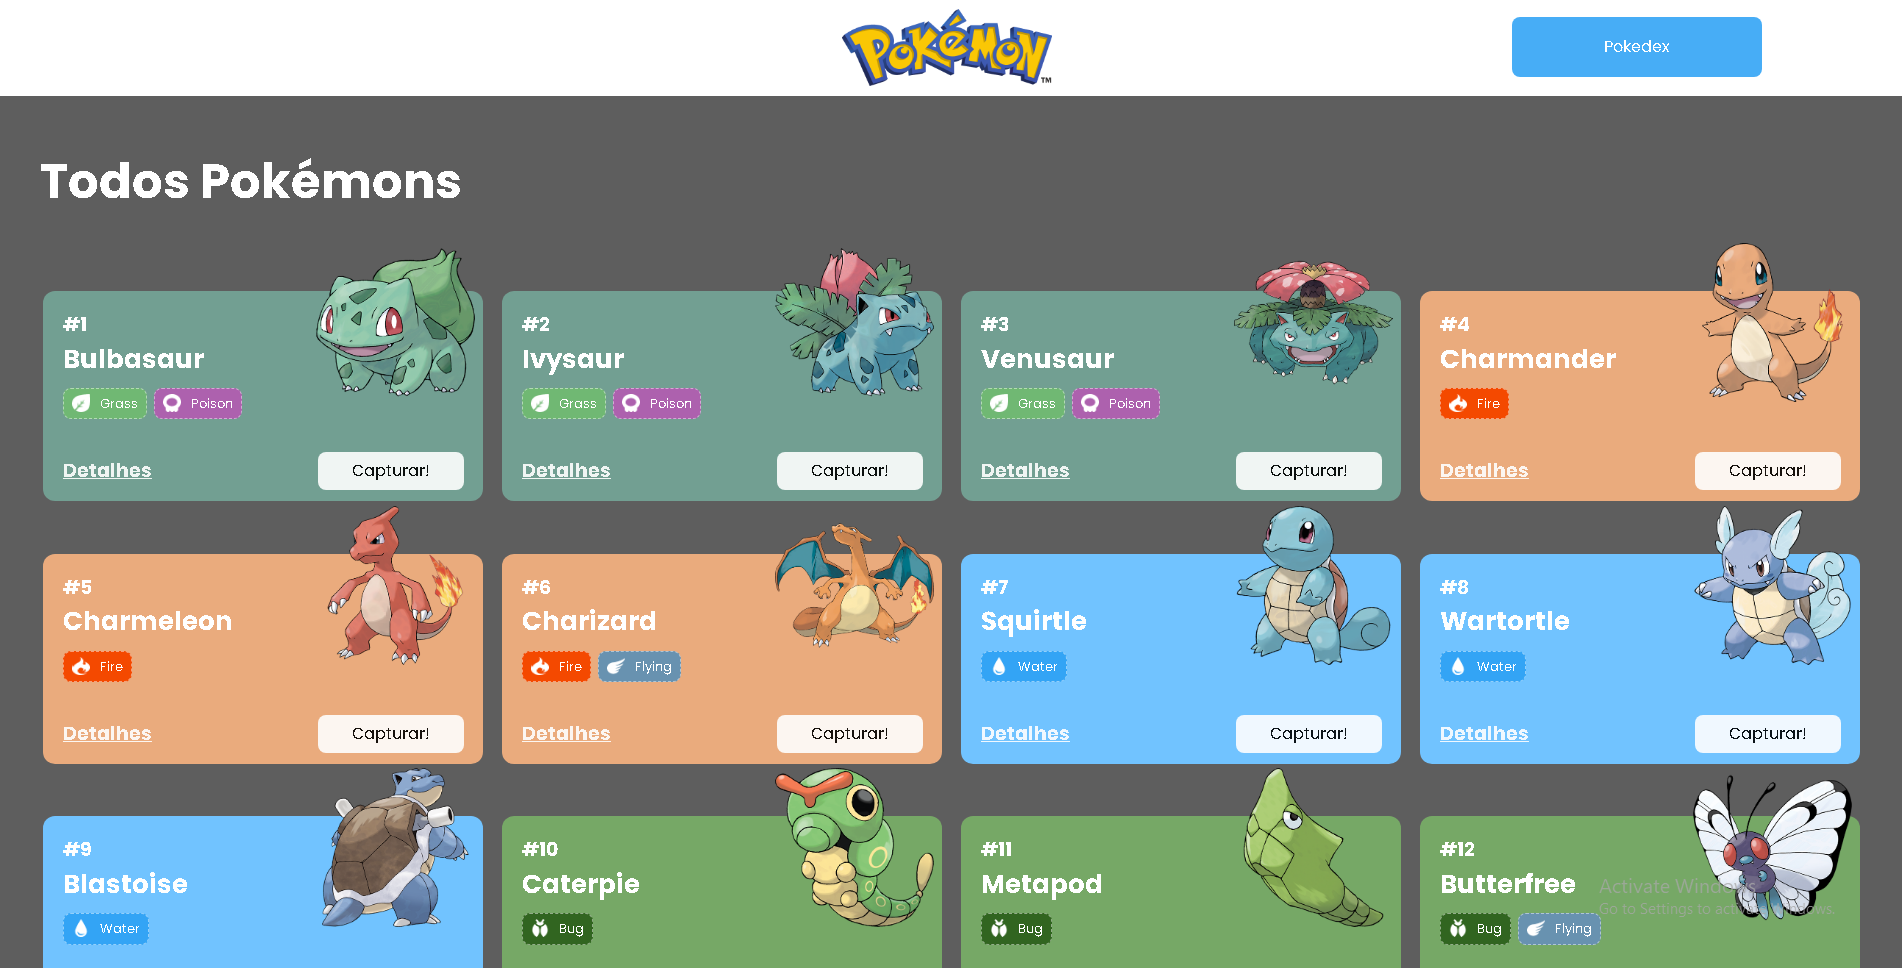 POKéMON
TM
Pokedex
Todos Pokémons
#1
Bulbasaur
Grass Poison
Detalhes Capturar!
#2
Ivysaur
Grass Poison
Detalhes Capturar!
#3
Venusaur
Grass Poison
Detalhes Capturar!
#4
Charmander
Fire
Detalhes Capturar!
#5
Charmeleon
Fire
Detalhes Capturar!
#6
Charizard
Fire Flying
Detalhes Capturar!
#7
Squirtle
Water
Detalhes Capturar!
#8
Wartortle
Water
Detalhes Capturar!
#9
Blastoise
Water
#10
Caterpie
Bug
#11
Metapod
Bug
#12
Butterfree
Bug Flying
Activate Windows
Go to Settings to activate Windows.